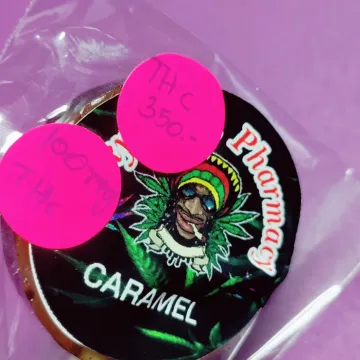 THC
350.-
100mg
THC
Pharmacy
CARAMEL